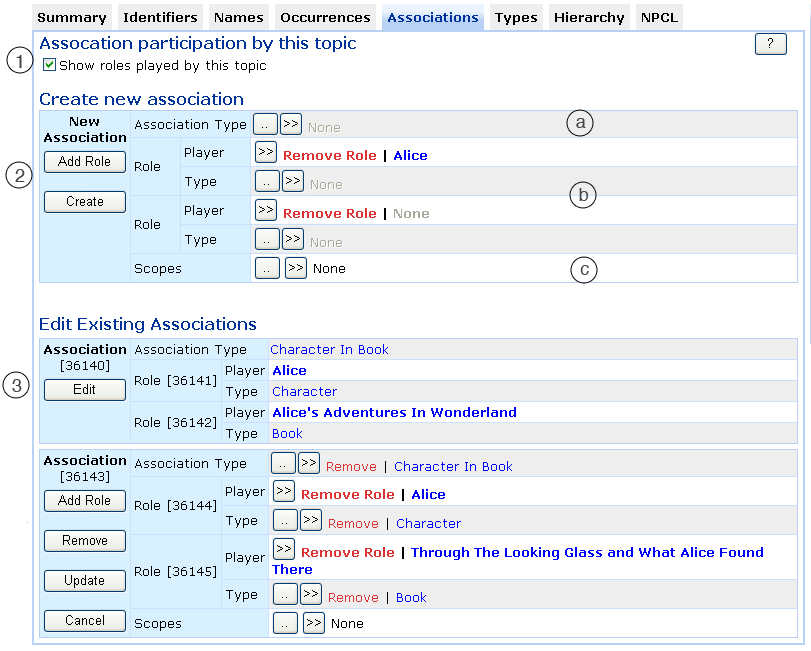 Summary Identifiers Names Occurrences Associations Types Hierarchy NPCL
Assocation participation by this topic ?
1 Show roles played by this topic
Create new association
New Association Association Type .. >> None a
Add Role Role Player >> Remove Role | Alice
2 Type .. >> None b
Create Role Player >> Remove Role | None
Type .. >> None
Scopes .. >> None c
Edit Existing Associations
Association Association Type Character In Book
[36140] Role [36141] Player Alice
3 Edit Type Character
Role [36142] Player Alice's Adventures In Wonderland
Type Book
Association Association Type .. >> Remove | Character In Book
[36143]
Add Role Role [36144] Player >> Remove Role | Alice
Type .. >> Remove | Character
Remove
Role [36145] Player >> Remove Role | Through The Looking Glass and What Alice Found
There
Update Type .. >> Remove | Book
Cancel Scopes .. >> None